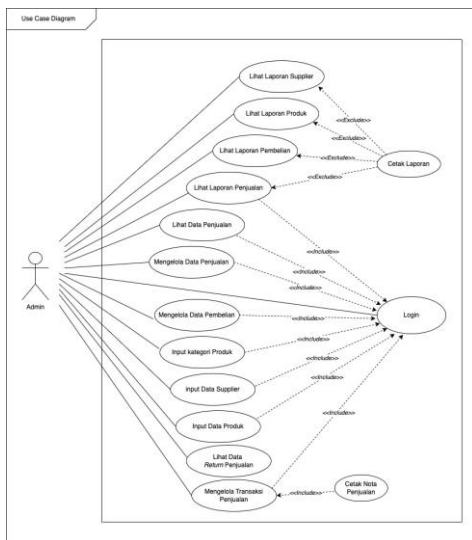 Use Case Diagram
Lihat Laporan Supplier
Lihat Laporan Produk
<<Exclude>>
<<Exclude>>
Lihat Laporan Pembelian
<<Exclude>>
Cetak Laporan
<<Exclude>>
Lihat Laporan Penjualan
Lihat Data Penjualan
<<Include>>
Mengelola Data Penjualan
<<Include>>
<<Include>>
Admin
Mengelola Data Pembelian
<<Include>>
Login
Input kategori Produk
<<Include>>
<<Include>>
Input Data Supplier
<<Include>>
Input Data Produk
<<Include>>
Lihat Data
Return Penjualan
Mengelola Transaksi
Penjualan
<<Include>>
Cetak Nota
Penjualan